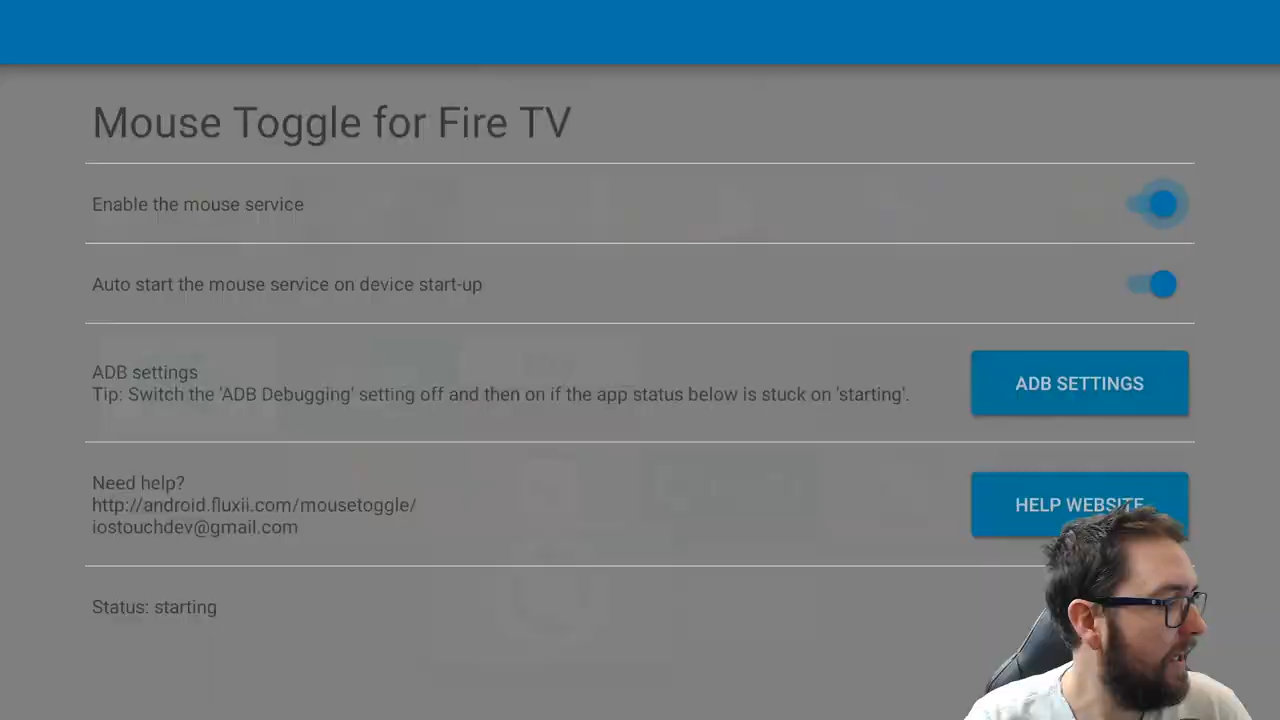 Mouse Toggle for Fire TV
Enable the mouse service
Auto start the mouse service on device start-up
ADB settings
Tip: Switch the 'ADB Debugging' setting off and then on if the app status below is stuck on 'starting'.
ADB SETTINGS
Need help?
http://android.fluxii.com/mousetoggle/
iostouchdev@gmail.com
HELP WEBSITE
Status: starting